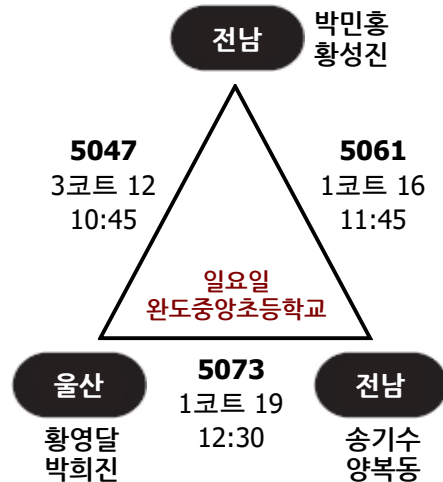 전남
박민홍
황성진
5047
3코트 12
10:45
5061
1코트 16
11:45
일요일
완도중앙초등학교
울산
황영달
박희진
5073
1코트 19
12:30
전남
송기수
양복동